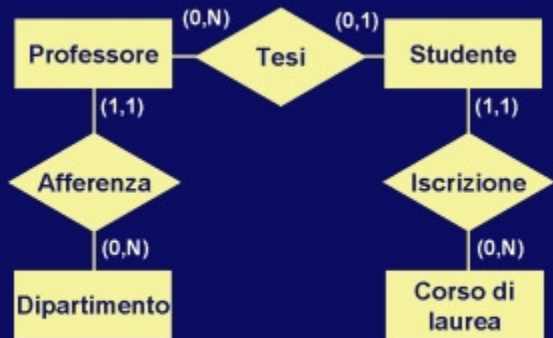 (0,N)
(0,1)
Professore
Tesi
Studente
(1,1)
(1,1)
Afferenza
Iscrizione
(0,N)
(0,N)
Dipartimento
Corso di
laurea